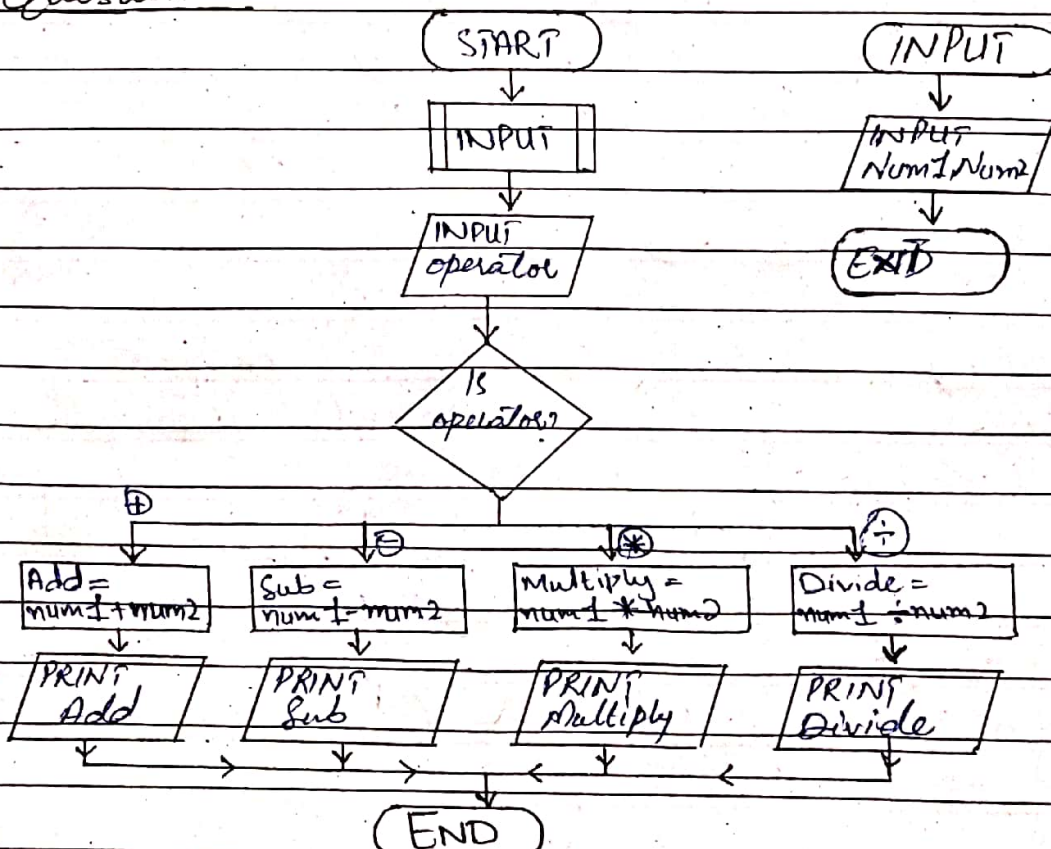 START
INPUT
INPUT
operator
Is
operator?
+
-
*
÷
Add =
num1+num2
Sub =
num1-num2
Multiply =
num1 * num2
Divide =
num1 ÷ num2
PRINT
Add
PRINT
Sub
PRINT
Multiply
PRINT
Divide
END
INPUT
INPUT
Num1,Num2